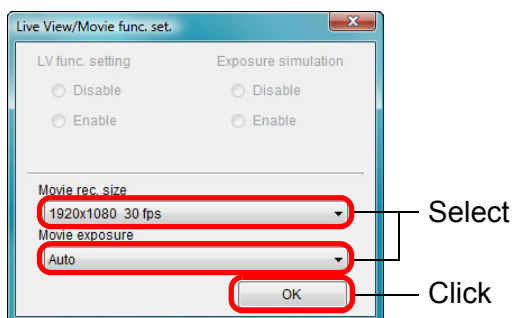 Live View/Movie func. set.
LV func. setting Exposure simulation
Disable Disable
Enable Enable
Movie rec. size
1920x1080 30 fps
Select
Movie exposure
Auto
OK
Click